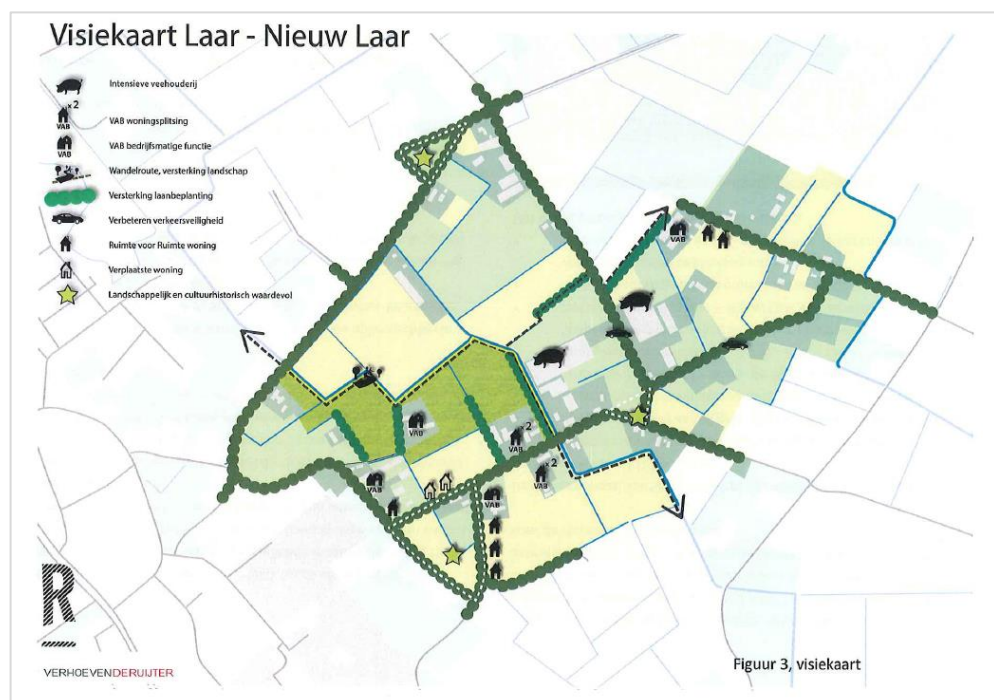 Visiekaart Laar - Nieuw Laar
Intensieve veehouderij
x2
VAB
VAB woningsplitsing
VAB
VAB bedrijfsmatige functie
Wandelroute, versterking landschap
Versterking laanbeplanting
Verbeteren verkeersveiligheid
Ruimte voor Ruimte woning
Verplaatste woning
Landschappelijk en cultuurhistorisch waardevol
VAB
VAB
x2
VAB
x2
VAB
VAB
VAB
R
VERHOEVENDERUIJTER
Figuur 3, visiekaart